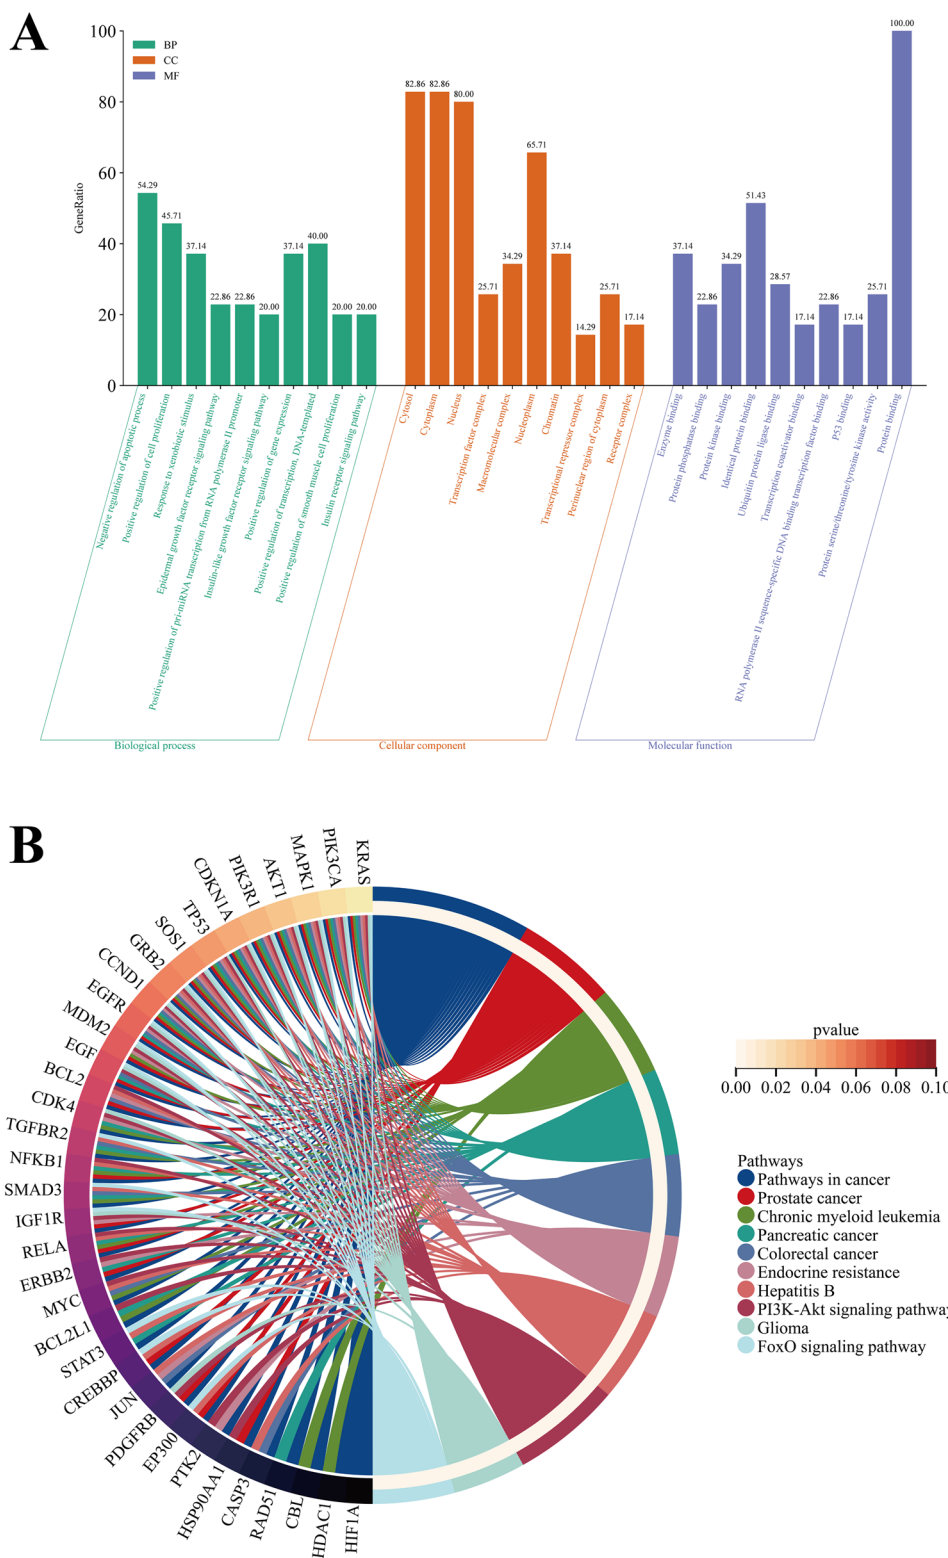 A
100
80
60
40
20
0
GeneRatio
BP
CC
MF
54.29
45.71
37.14
22.86
22.86
20.00
37.14
40.00
20.00
20.00
82.86
82.86
80.00
25.71
34.29
65.71
37.14
14.29
25.71
17.14
37.14
22.86
34.29
51.43
28.57
17.14
22.86
17.14
25.71
100.00
Negative regulation of apoptotic process
Positive regulation of cell proliferation
Response to xenobiotic stimulus
Epidermal growth factor receptor signaling pathway
Positive regulation of pri-miRNA transcription from RNA polymerase II promoter
Insulin-like growth factor receptor signaling pathway
Positive regulation of gene expression
Positive regulation of transcription, DNA-templated
Positive regulation of smooth muscle cell proliferation
Insulin receptor signaling pathway
Cytosol
Cytoplasm
Nucleus
Transcription factor complex
Macromolecular complex
Nucleoplasm
Chromatin
Transcriptional repressor complex
Perinuclear region of cytoplasm
Receptor complex
Enzyme binding
Protein phosphatase binding
Protein kinase binding
Identical protein binding
Ubiquitin protein ligase binding
Transcription coactivator binding
RNA polymerase II sequence-specific DNA binding transcription factor binding
P53 binding
Protein serine/threonine/tyrosine kinase activity
Protein binding
Biological process
Cellular component
Molecular function
B
KRAS
PIK3CA
MAPK1
AKT1
PIK3R1
CDKN1A
TP53
SOS1
GRB2
CCND1
EGFR
MDM2
EGF
BCL2
CDK4
TGFBR2
NFKB1
SMAD3
IGF1R
RELA
ERBB2
MYC
BCL2L1
STAT3
CREBBP
JUN
PDGFRB
EP300
PTK2
HSP90AA1
CASP3
RAD51
CBL
HDAC1
HIF1A
pvalue
0.00 0.02 0.04 0.06 0.08 0.10
Pathways
Pathways in cancer
Prostate cancer
Chronic myeloid leukemia
Pancreatic cancer
Colorectal cancer
Endocrine resistance
Hepatitis B
PI3K-Akt signaling pathway
Glioma
FoxO signaling pathway